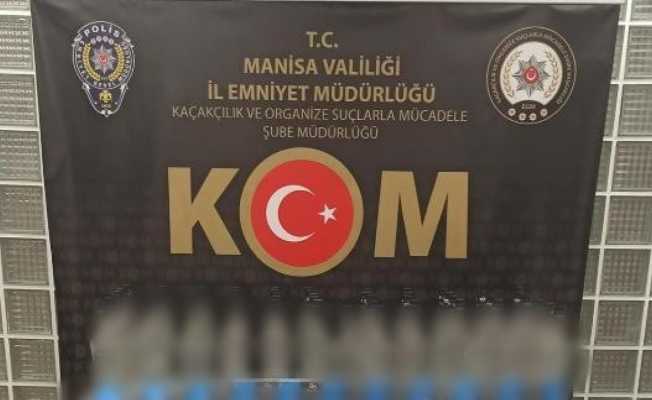 POLİS
T.C.
MANİSA VALİLİĞİ
İL EMNİYET MÜDÜRLÜĞÜ
KAÇAKÇILIK VE ORGANİZE SUÇLARLA MÜCADELE
ŞUBE MÜDÜRLÜĞÜ
KOM